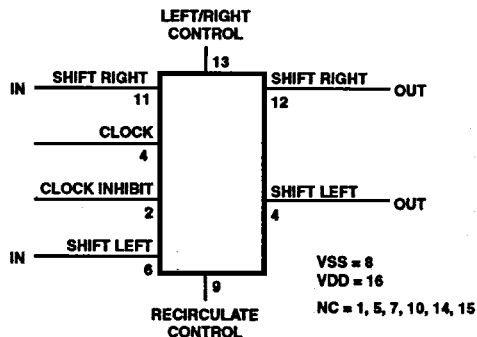 LEFT/RIGHT
CONTROL
13
IN SHIFT RIGHT SHIFT RIGHT OUT
11 12
CLOCK
4
CLOCK INHIBIT SHIFT LEFT OUT
2 4
IN SHIFT LEFT
6
VSS = 8
VDD = 16
9
NC = 1, 5, 7, 10, 14, 15
RECIRCULATE
CONTROL